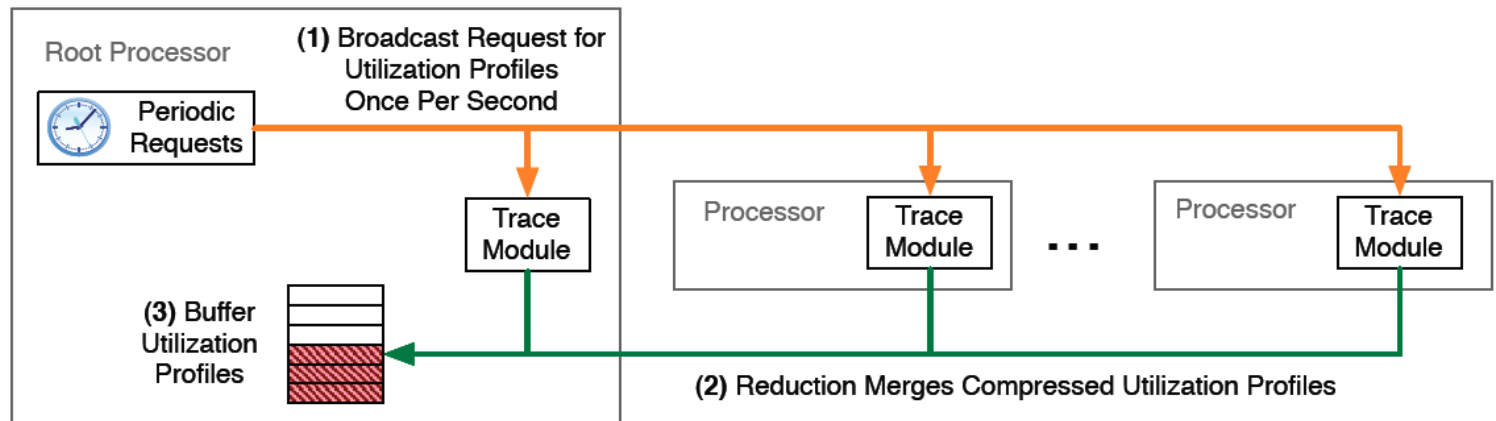 Root Processor
(1) Broadcast Request for
Utilization Profiles
Once Per Second
Periodic
Requests
Trace
Module
Processor
Trace
Module
...
Processor
Trace
Module
(3) Buffer
Utilization
Profiles
(2) Reduction Merges Compressed Utilization Profiles